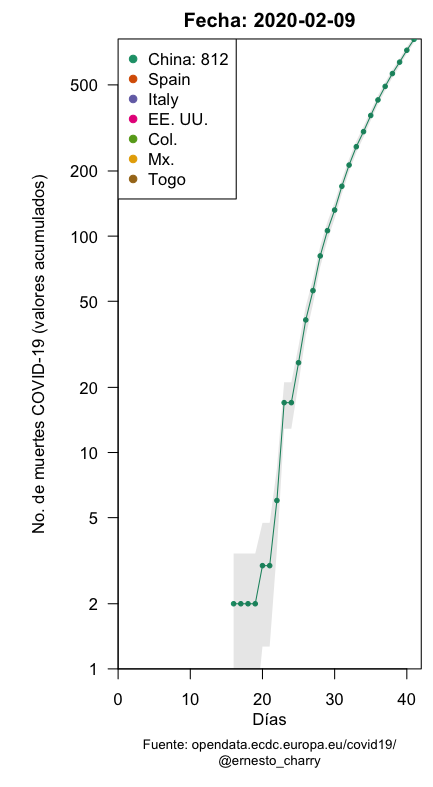 Fecha: 2020-02-09
China: 812
Spain
Italy
EE. UU.
Col.
Mx.
Togo
No. de muertes COVID-19 (valores acumulados)
500
200
100
50
20
10
5
2
1
0 10 20 30 40
Días
Fuente: opendata.ecdc.europa.eu/covid19/
@ernesto_charry